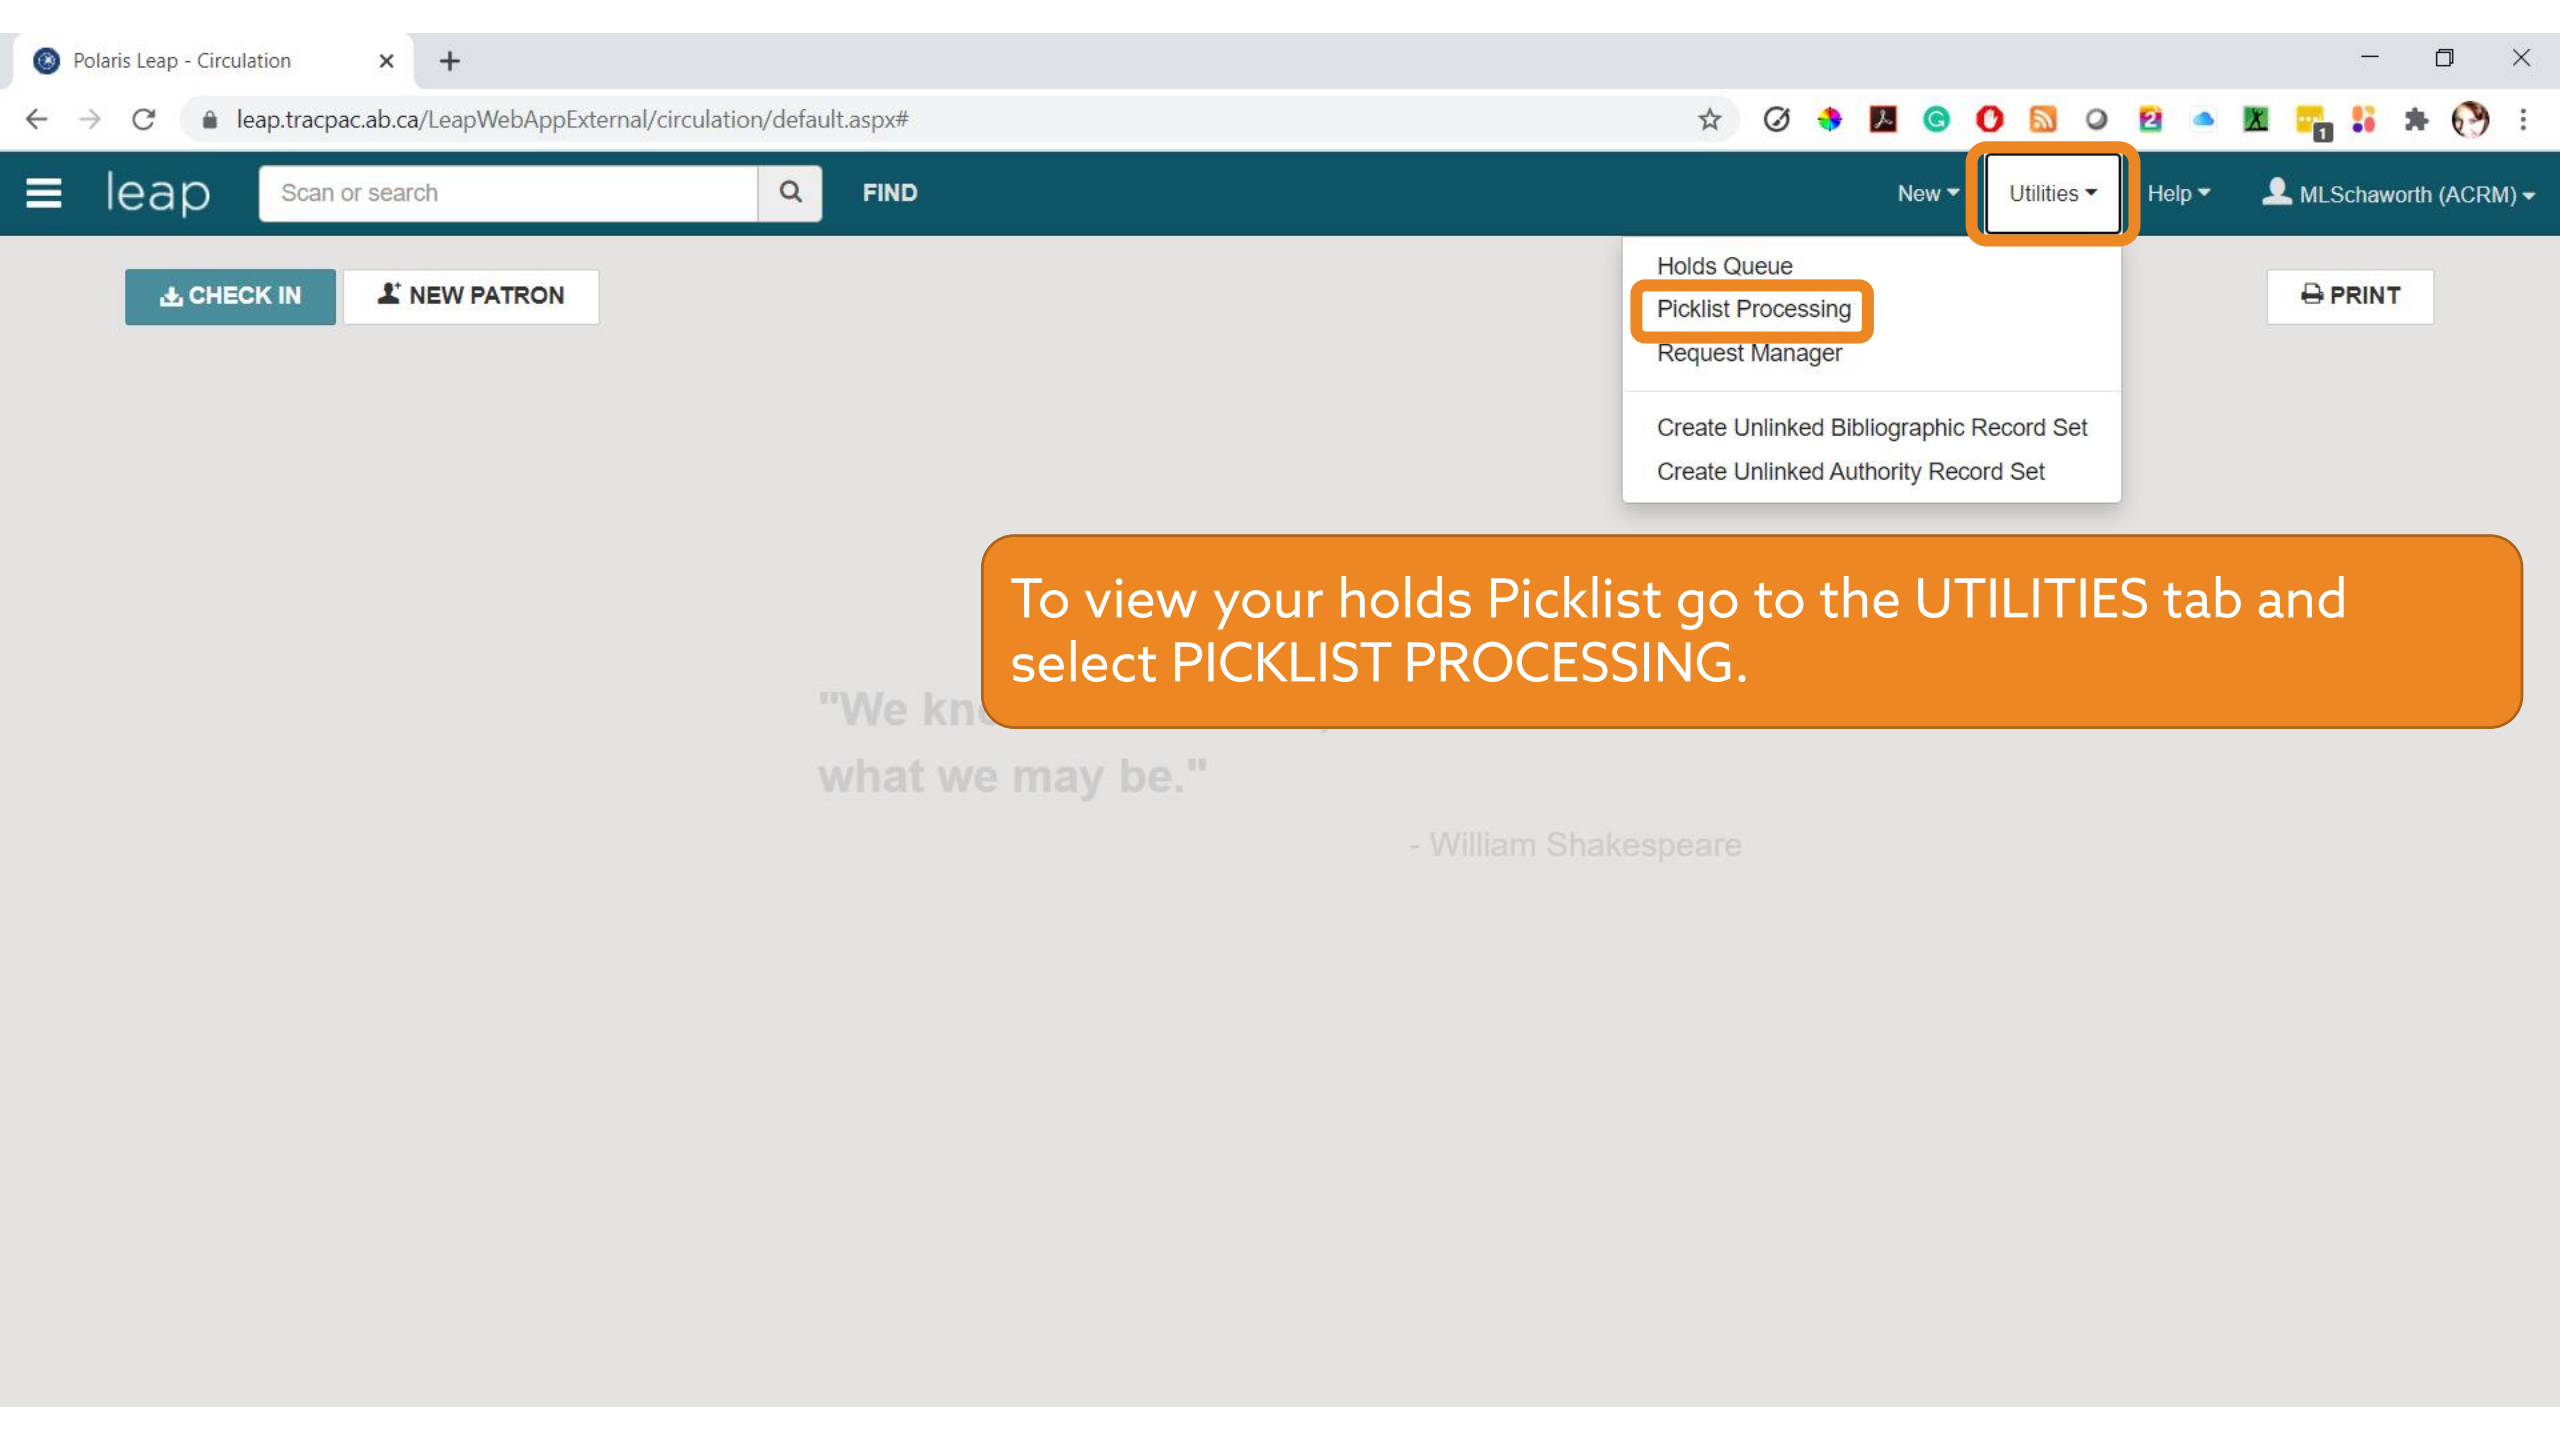 Polaris Leap - Circulation
leap.tracpac.ab.ca/LeapWebAppExternal/circulation/default.aspx#
2
1
leap
Scan or search
FIND
New
Utilities
Help
MLSchaworth (ACRM)
CHECK IN
NEW PATRON
PRINT
Holds Queue
Picklist Processing
Request Manager
Create Unlinked Bibliographic Record Set
Create Unlinked Authority Record Set
To view your holds Picklist go to the UTILITIES tab and
select PICKLIST PROCESSING.
"We
what we may be."
- William Shakespeare